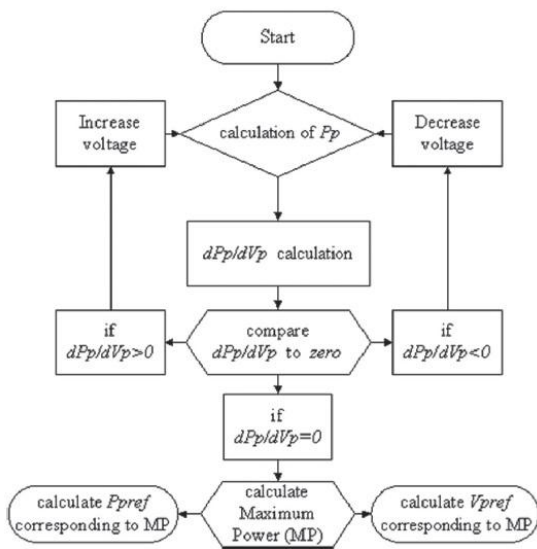 Start
Increase
voltage
calculation of Pp
Decrease
voltage
dPp/dVp calculation
if
dPp/dVp>0
compare
dPp/dVp to zero
if
dPp/dVp<0
if
dPp/dVp=0
calculate Ppref
corresponding to MP
calculate
Maximum
Power (MP)
calculate Vpref
corresponding to MP